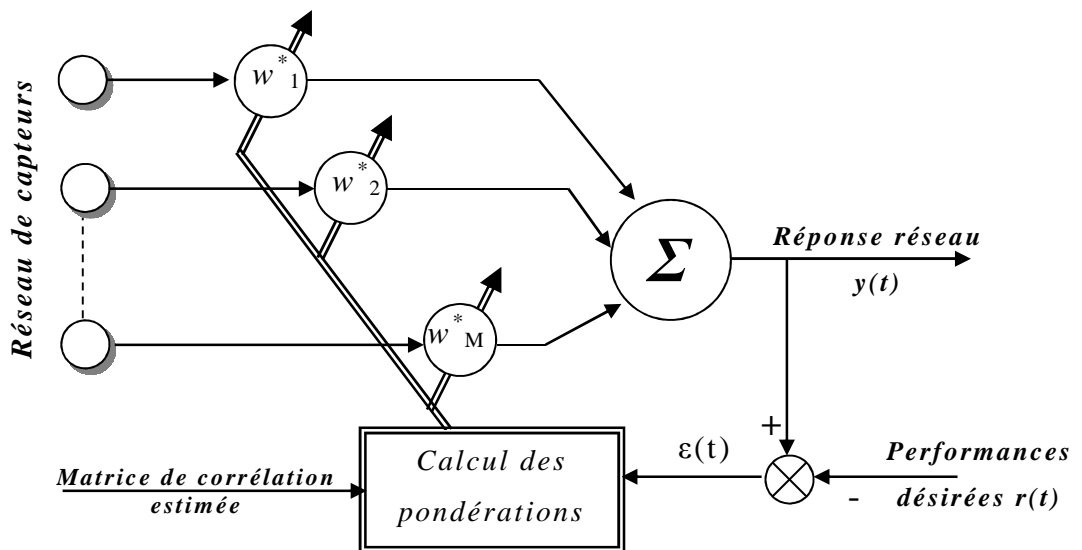 Réseau de capteurs
w*1
w*2
w*M
Σ
Réponse réseau
y(t)
+
ε(t)
-
Performances
désirées r(t)
Matrice de corrélation
estimée
Calcul des
pondérations